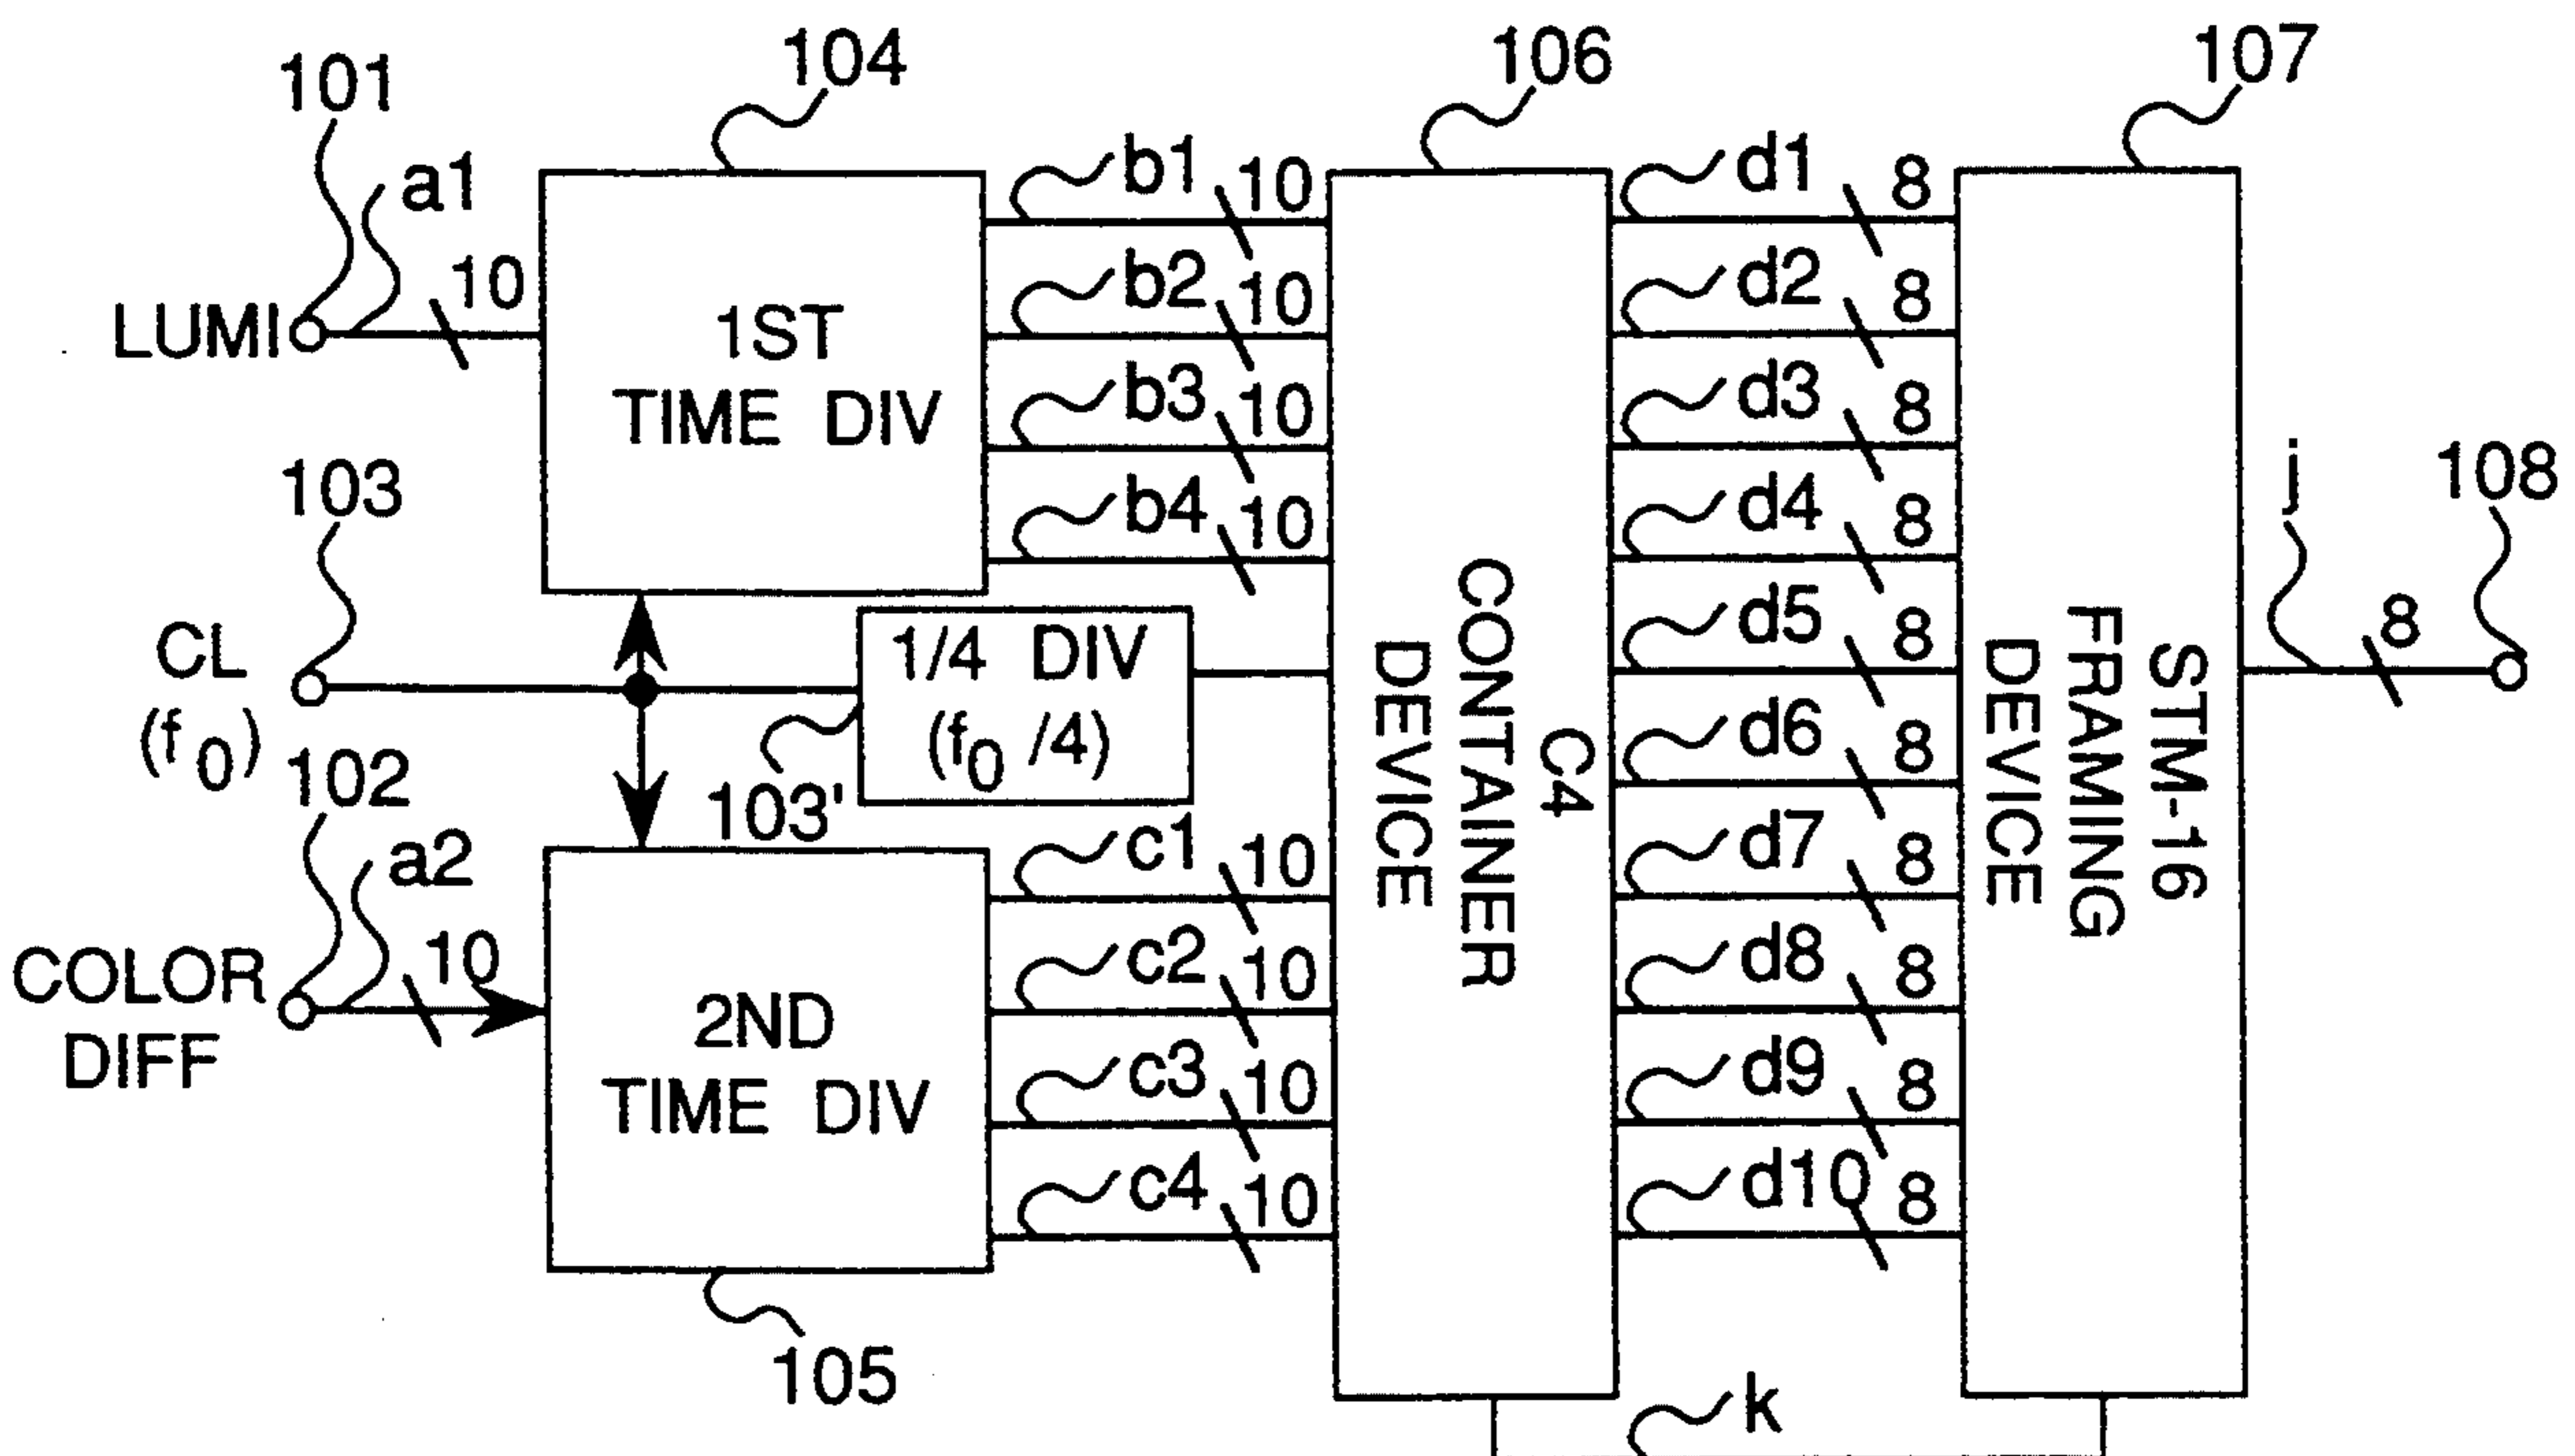 101
104
106
107
a1
b1
10
d1
8
10
b2
10
d2
8
LUMI
1ST
TIME DIV
b3
10
d3
8
103
b4
10
d4
8
j
108
CL
(f0)
1/4 DIV
(f0 /4)
C4
CONTAINER
DEVICE
d5
8
STM-16
FRAMING
DEVICE
8
d6
8
102
103'
a2
c1
10
d7
8
10
c2
10
d8
8
COLOR
DIFF
2ND
TIME DIV
c3
10
d9
8
c4
10
d10
8
105
k